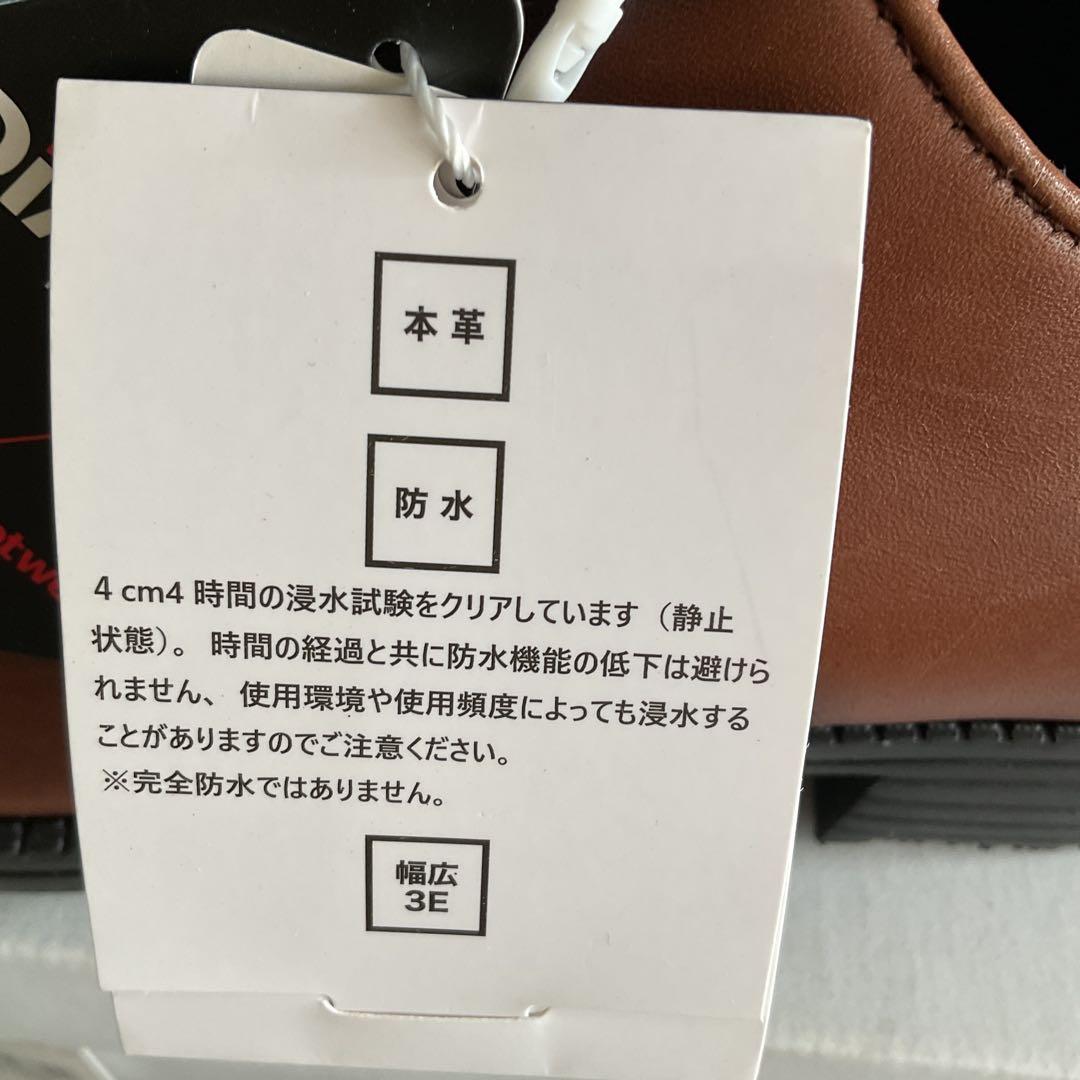 本革
防水
4 cm4 時間の浸水試験をクリアしています（静止
状態）。 時間の経過と共に防水機能の低下は避けら
れません、 使用環境や使用頻度によっても浸水する
ことがありますのでご注意ください。
※完全防水ではありません。
幅広
3E